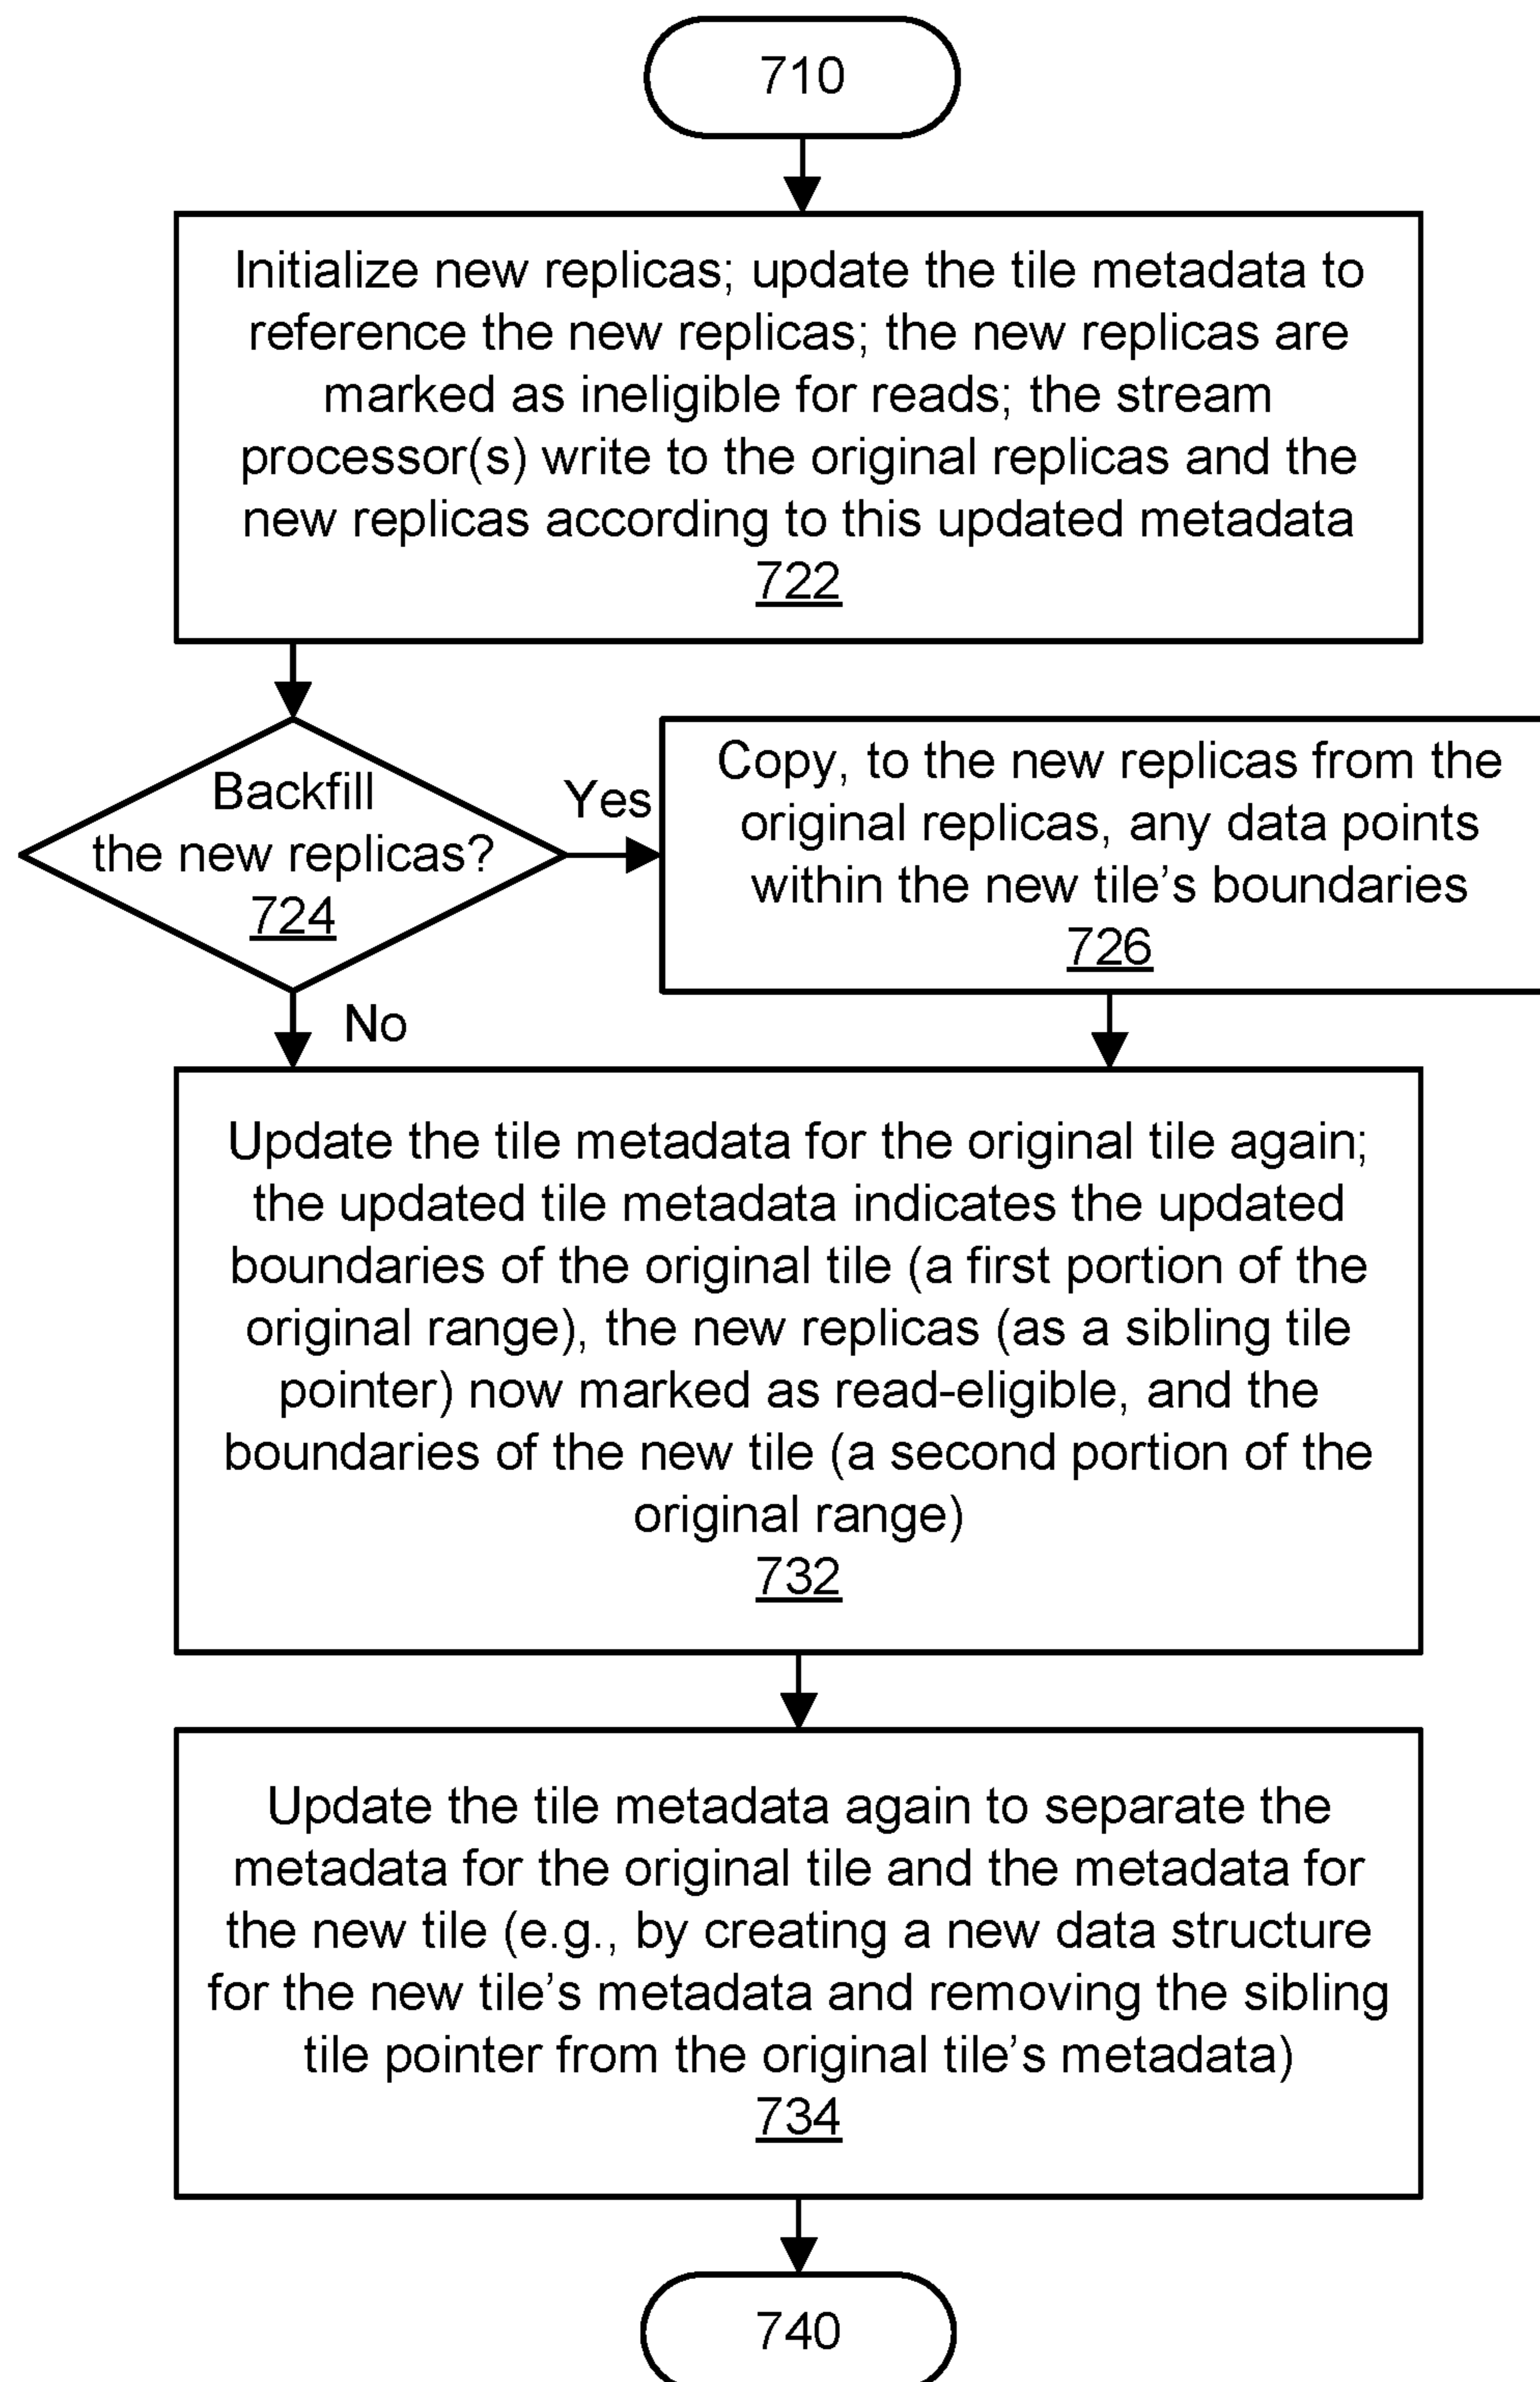 710
Initialize new replicas; update the tile metadata to
reference the new replicas; the new replicas are
marked as ineligible for reads; the stream
processor(s) write to the original replicas and the
new replicas according to this updated metadata
722
Backfill
the new replicas?
724
Yes
Copy, to the new replicas from the
original replicas, any data points
within the new tile's boundaries
726
No
Update the tile metadata for the original tile again;
the updated tile metadata indicates the updated
boundaries of the original tile (a first portion of the
original range), the new replicas (as a sibling tile
pointer) now marked as read-eligible, and the
boundaries of the new tile (a second portion of the
original range)
732
Update the tile metadata again to separate the
metadata for the original tile and the metadata for
the new tile (e.g., by creating a new data structure
for the new tile's metadata and removing the sibling
tile pointer from the original tile's metadata)
734
740